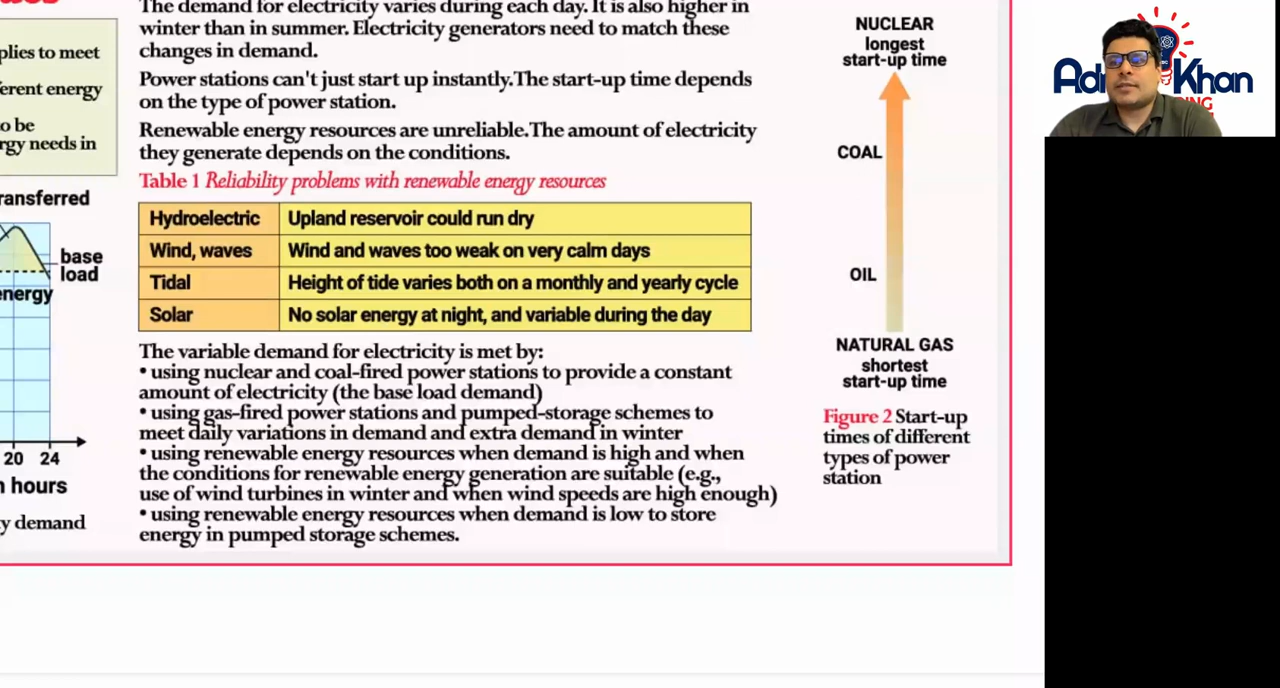 plies to meet
erent energy
o be
rgy needs in
ransferred
base
load
energy
20 24
n hours
y demand
The demand for electricity varies during each day. It is also higher in
winter than in summer. Electricity generators need to match these
changes in demand.
Power stations can't just start up instantly. The start-up time depends
on the type of power station.
Renewable energy resources are unreliable. The amount of electricity
they generate depends on the conditions.
Table 1 Reliability problems with renewable energy resources
Hydroelectric Upland reservoir could run dry
Wind, waves Wind and waves too weak on very calm days
Tidal Height of tide varies both on a monthly and yearly cycle
Solar No solar energy at night, and variable during the day
The variable demand for electricity is met by:
• using nuclear and coal-fired power stations to provide a constant
amount of electricity (the base load demand)
• using gas-fired power stations and pumped-storage schemes to
meet daily variations in demand and extra demand in winter
• using renewable energy resources when demand is high and when
the conditions for renewable energy generation are suitable (e.g.,
use of wind turbines in winter and when wind speeds are high enough)
• using renewable energy resources when demand is low to store
energy in pumped storage schemes.
NUCLEAR
longest
start-up time
COAL
OIL
NATURAL GAS
shortest
start-up time
Figure 2 Start-up
times of different
types of power
station
Khan